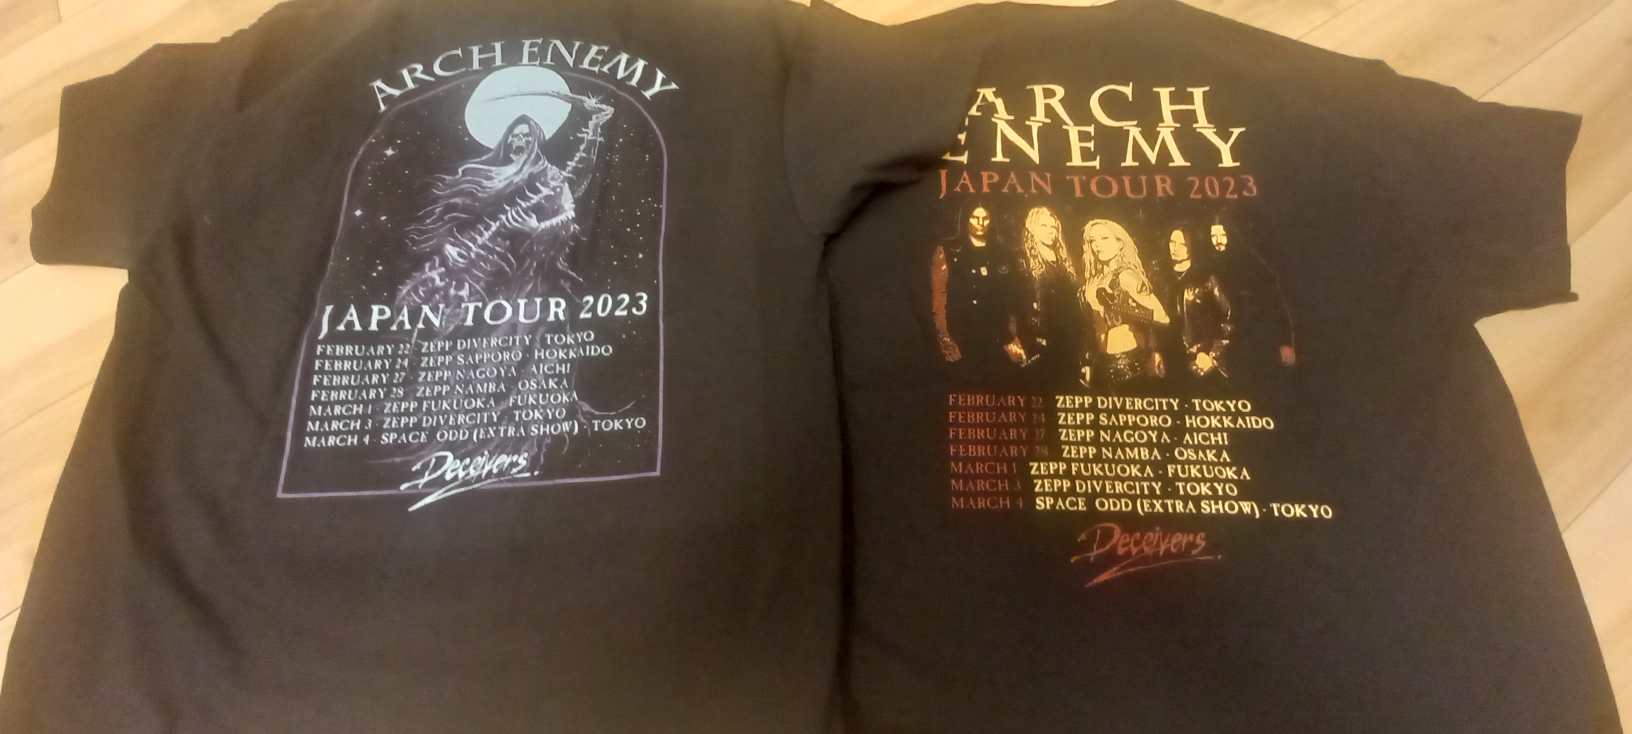 ARCH ENEMY
JAPAN TOUR 2023
FEBRUARY 22 · ZEPP DIVERCITY · TOKYO
FEBRUARY 24 · ZEPP SAPPORO · HOKKAIDO
FEBRUARY 27 · ZEPP NAGOYA · AICHI
FEBRUARY 28 · ZEPP NAMBA · OSAKA
MARCH 1 · ZEPP FUKUOKA · FUKUOKA
MARCH 3 · ZEPP DIVERCITY · TOKYO
MARCH 4 · SPACE ODD (EXTRA SHOW) · TOKYO
Deceivers
ARCH
ENEMY
JAPAN TOUR 2023
FEBRUARY 22 ZEPP DIVERCITY · TOKYO
FEBRUARY 24 ZEPP SAPPORO · HOKKAIDO
FEBRUARY 27 ZEPP NAGOYA · AICHI
FEBRUARY 28 ZEPP NAMBA · OSAKA
MARCH 1 ZEPP FUKUOKA · FUKUOKA
MARCH 3 ZEPP DIVERCITY · TOKYO
MARCH 4 SPACE ODD (EXTRA SHOW) · TOKYO
Deceivers